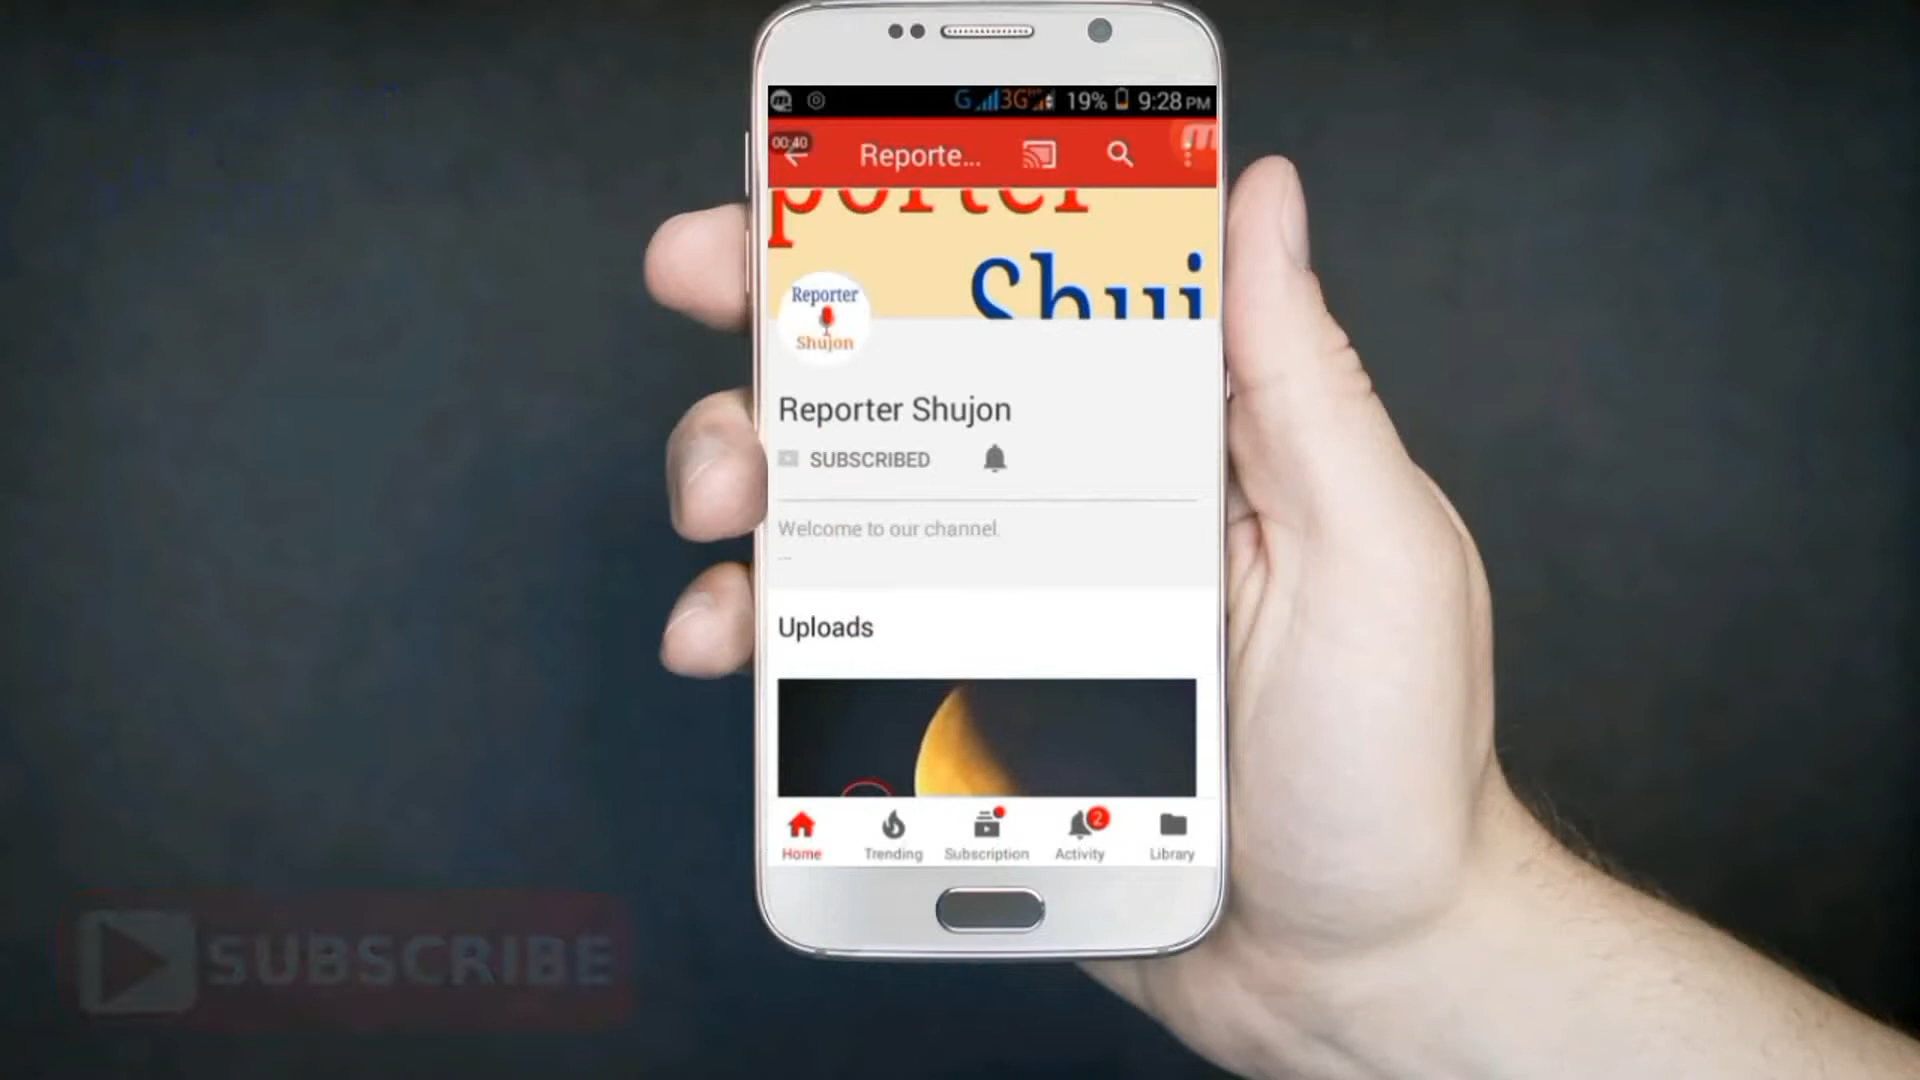 G 3G 19% 9:28 PM
00:40
Reporte...
porter
Shuj
Reporter
Shujon
Reporter Shujon
SUBSCRIBED
Welcome to our channel.
...
Uploads
2
Home Trending Subscription Activity Library
SUBSCRIBE